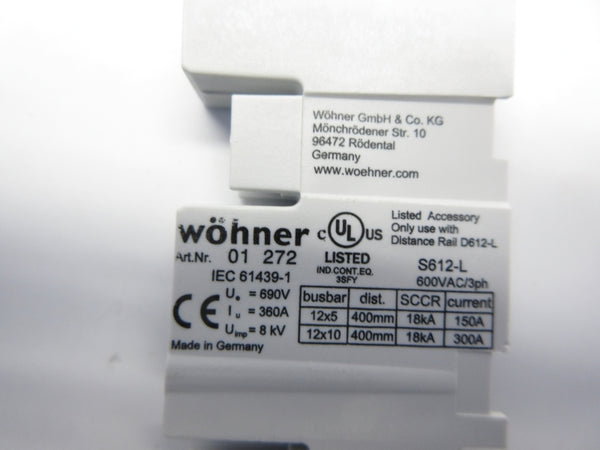 Wöhner GmbH & Co. KG
Mönchrödener Str. 10
96472 Rödental
Germany
www.woehner.com
wöhner
Art.Nr. 01 272
IEC 61439-1
CE
Ue = 690V
Iu = 360A
Uimp = 8 kV
Made in Germany
C UL US
LISTED
IND.CONT.EQ.
3SFY
Listed Accessory
Only use with
Distance Rail D612-L
S612-L
600VAC/3ph
busbar dist. SCCR current
12x5 400mm 18kA 150A
12x10 400mm 18kA 300A